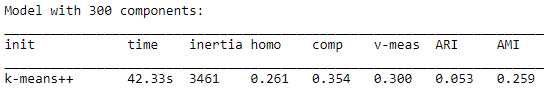 Model with 300 components:
init time inertia homo comp v-meas ARI AMI
k-means++ 42.33s 3461 0.261 0.354 0.300 0.053 0.259